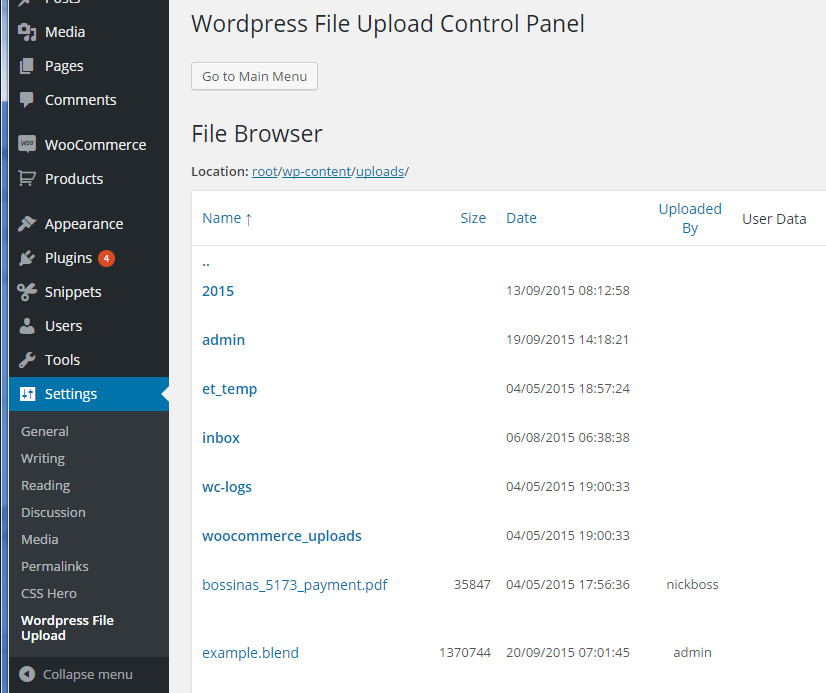 Posts
Media
Pages
Comments
WOO WooCommerce
Products
Appearance
Plugins 4
Snippets
Users
Tools
Settings
General
Writing
Reading
Discussion
Media
Permalinks
CSS Hero
Wordpress File
Upload
Collapse menu
Wordpress File Upload Control Panel
Go to Main Menu
File Browser
Location: root/wp-content/uploads/
Name ↑ Size Date Uploaded By User Data
..
2015 13/09/2015 08:12:58
admin 19/09/2015 14:18:21
et_temp 04/05/2015 18:57:24
inbox 06/08/2015 06:38:38
wc-logs 04/05/2015 19:00:33
woocommerce_uploads 04/05/2015 19:00:33
bossinas_5173_payment.pdf 35847 04/05/2015 17:56:36 nickboss
example.blend 1370744 20/09/2015 07:01:45 admin